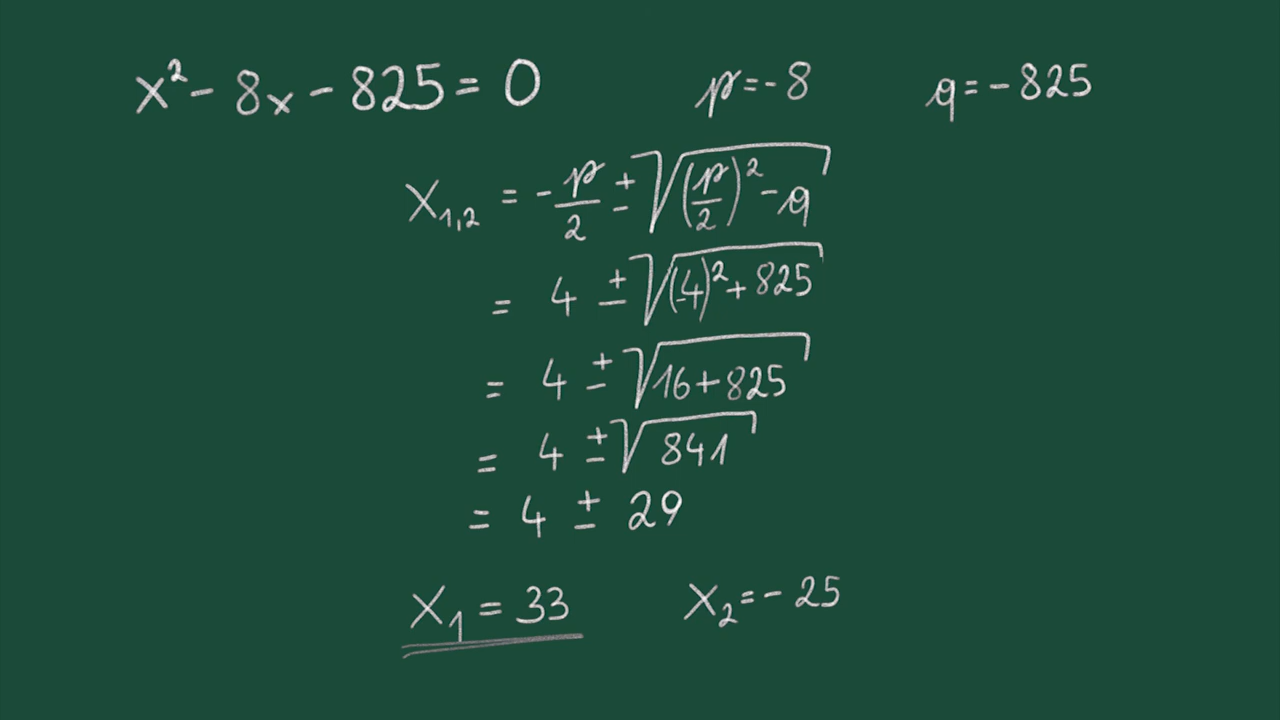 x² - 8x - 825 = 0 p = -8 q = -825
X₁,₂ = -p/2 ± √((p/2)² - q)
= 4 ± √((-4)² + 825)
= 4 ± √(16 + 825)
= 4 ± √841
= 4 ± 29
X₁ = 33 X₂ = -25